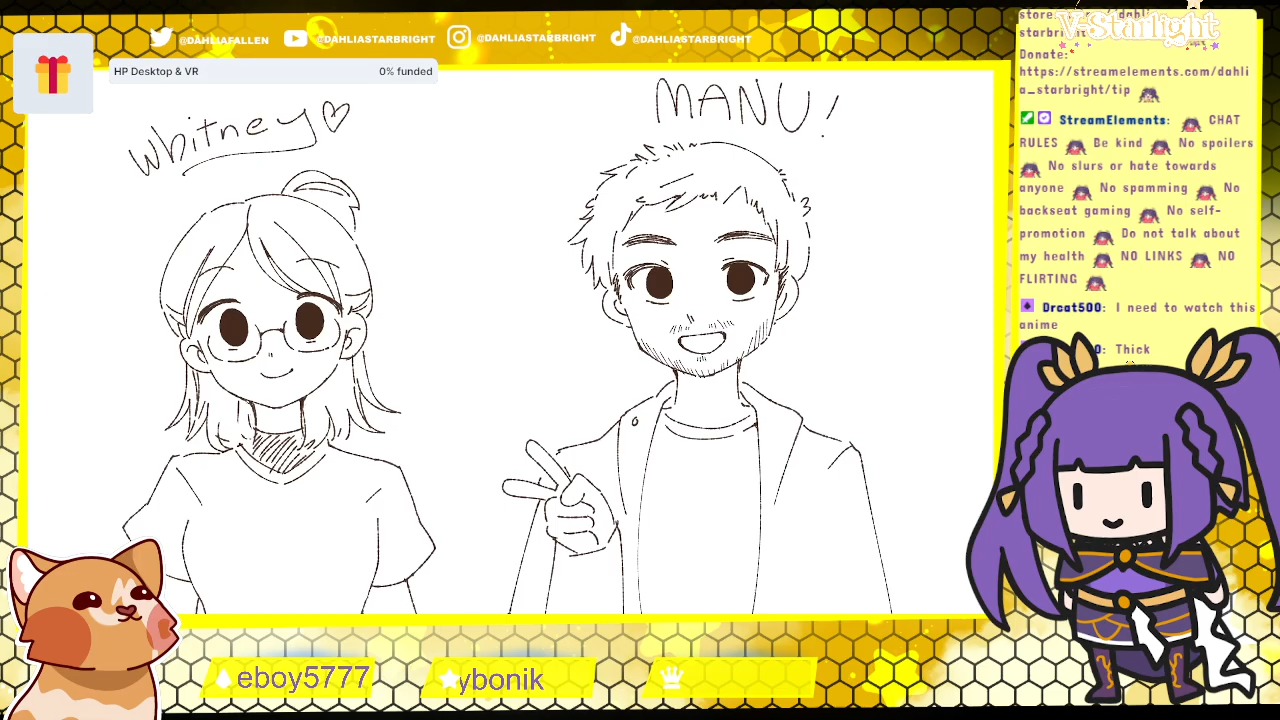 @DAHLIAFALLEN @DAHLIASTARBRIGHT @DAHLIASTARBRIGHT @DAHLIASTARBRIGHT
HP Desktop & VR 0% funded
Whitney
MANU!
V-Starlight
Donate:
https://streamelements.com/dahli
a_starbright/tip
StreamElements: CHAT
RULES Be kind No spoilers
No slurs or hate towards
anyone No spamming No
backseat gaming No self-
promotion Do not talk about
my health NO LINKS NO
FLIRTING
Drcat500: I need to watch this
anime
Thick
eboy5777 ybonik